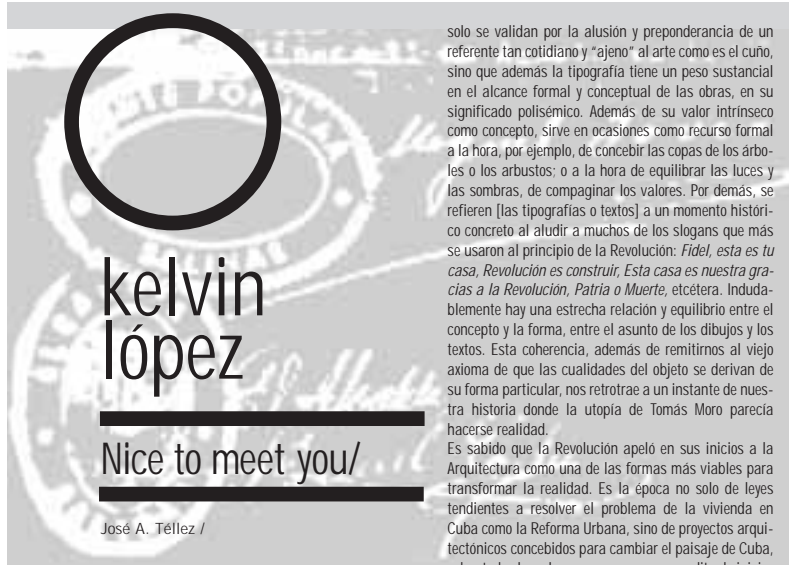 kelvin
lópez
Nice to meet you/
José A. Téllez /
solo se validan por la alusión y preponderancia de un
referente tan cotidiano y “ajeno” al arte como es el cuño,
sino que además la tipografía tiene un peso sustancial
en el alcance formal y conceptual de las obras, en su
significado polisémico. Además de su valor intrínseco
como concepto, sirve en ocasiones como recurso formal
a la hora, por ejemplo, de concebir las copas de los árbo-
les o los arbustos; o a la hora de equilibrar las luces y
las sombras, de compaginar los valores. Por demás, se
refieren [las tipografías o textos] a un momento históri-
co concreto al aludir a muchos de los slogans que más
se usaron al principio de la Revolución: Fidel, esta es tu
casa, Revolución es construir, Esta casa es nuestra gra-
cias a la Revolución, Patria o Muerte, etcétera. Induda-
blemente hay una estrecha relación y equilibrio entre el
concepto y la forma, entre el asunto de los dibujos y los
textos. Esta coherencia, además de remitirnos al viejo
axioma de que las cualidades del objeto se derivan de
su forma particular, nos retrotrae a un instante de nues-
tra historia donde la utopía de Tomás Moro parecía
hacerse realidad.
Es sabido que la Revolución apeló en sus inicios a la
Arquitectura como una de las formas más viables para
transformar la realidad. Es la época no solo de leyes
tendientes a resolver el problema de la vivienda en
Cuba como la Reforma Urbana, sino de proyectos arqui-
tectónicos concebidos para cambiar el paisaje de Cuba,